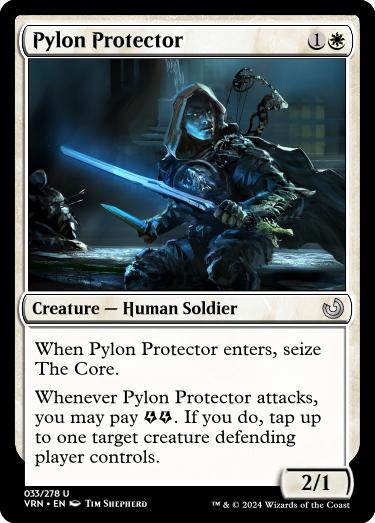 Pylon Protector 1
Creature — Human Soldier
When Pylon Protector enters, seize
The Core.
Whenever Pylon Protector attacks,
you may pay . If you do, tap up
to one target creature defending
player controls.
2/1
033/278 U
VRN • EN Tim Shepherd
™ & © 2024 Wizards of the Coast